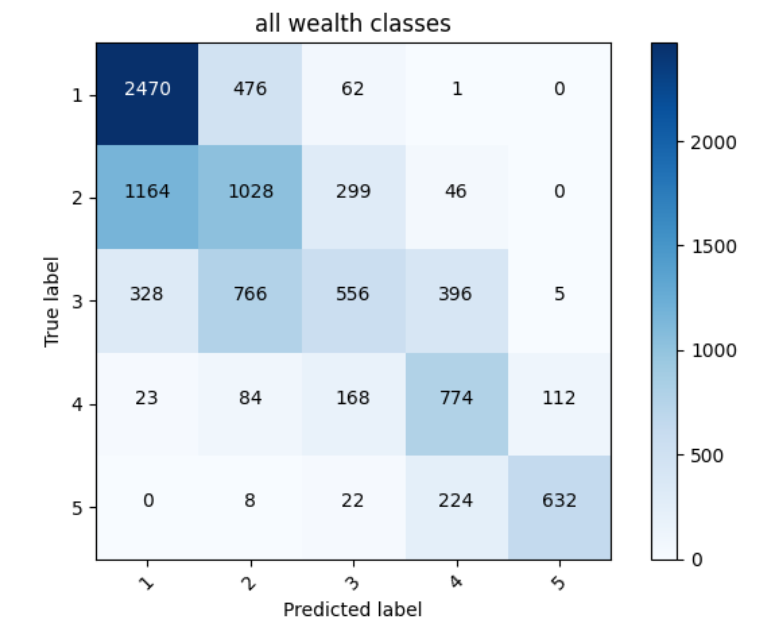 all wealth classes
1 2470 476 62 1 0
2 1164 1028 299 46 0
3 328 766 556 396 5
4 23 84 168 774 112
5 0 8 22 224 632
1 2 3 4 5
True label
Predicted label
2000
1500
1000
500
0